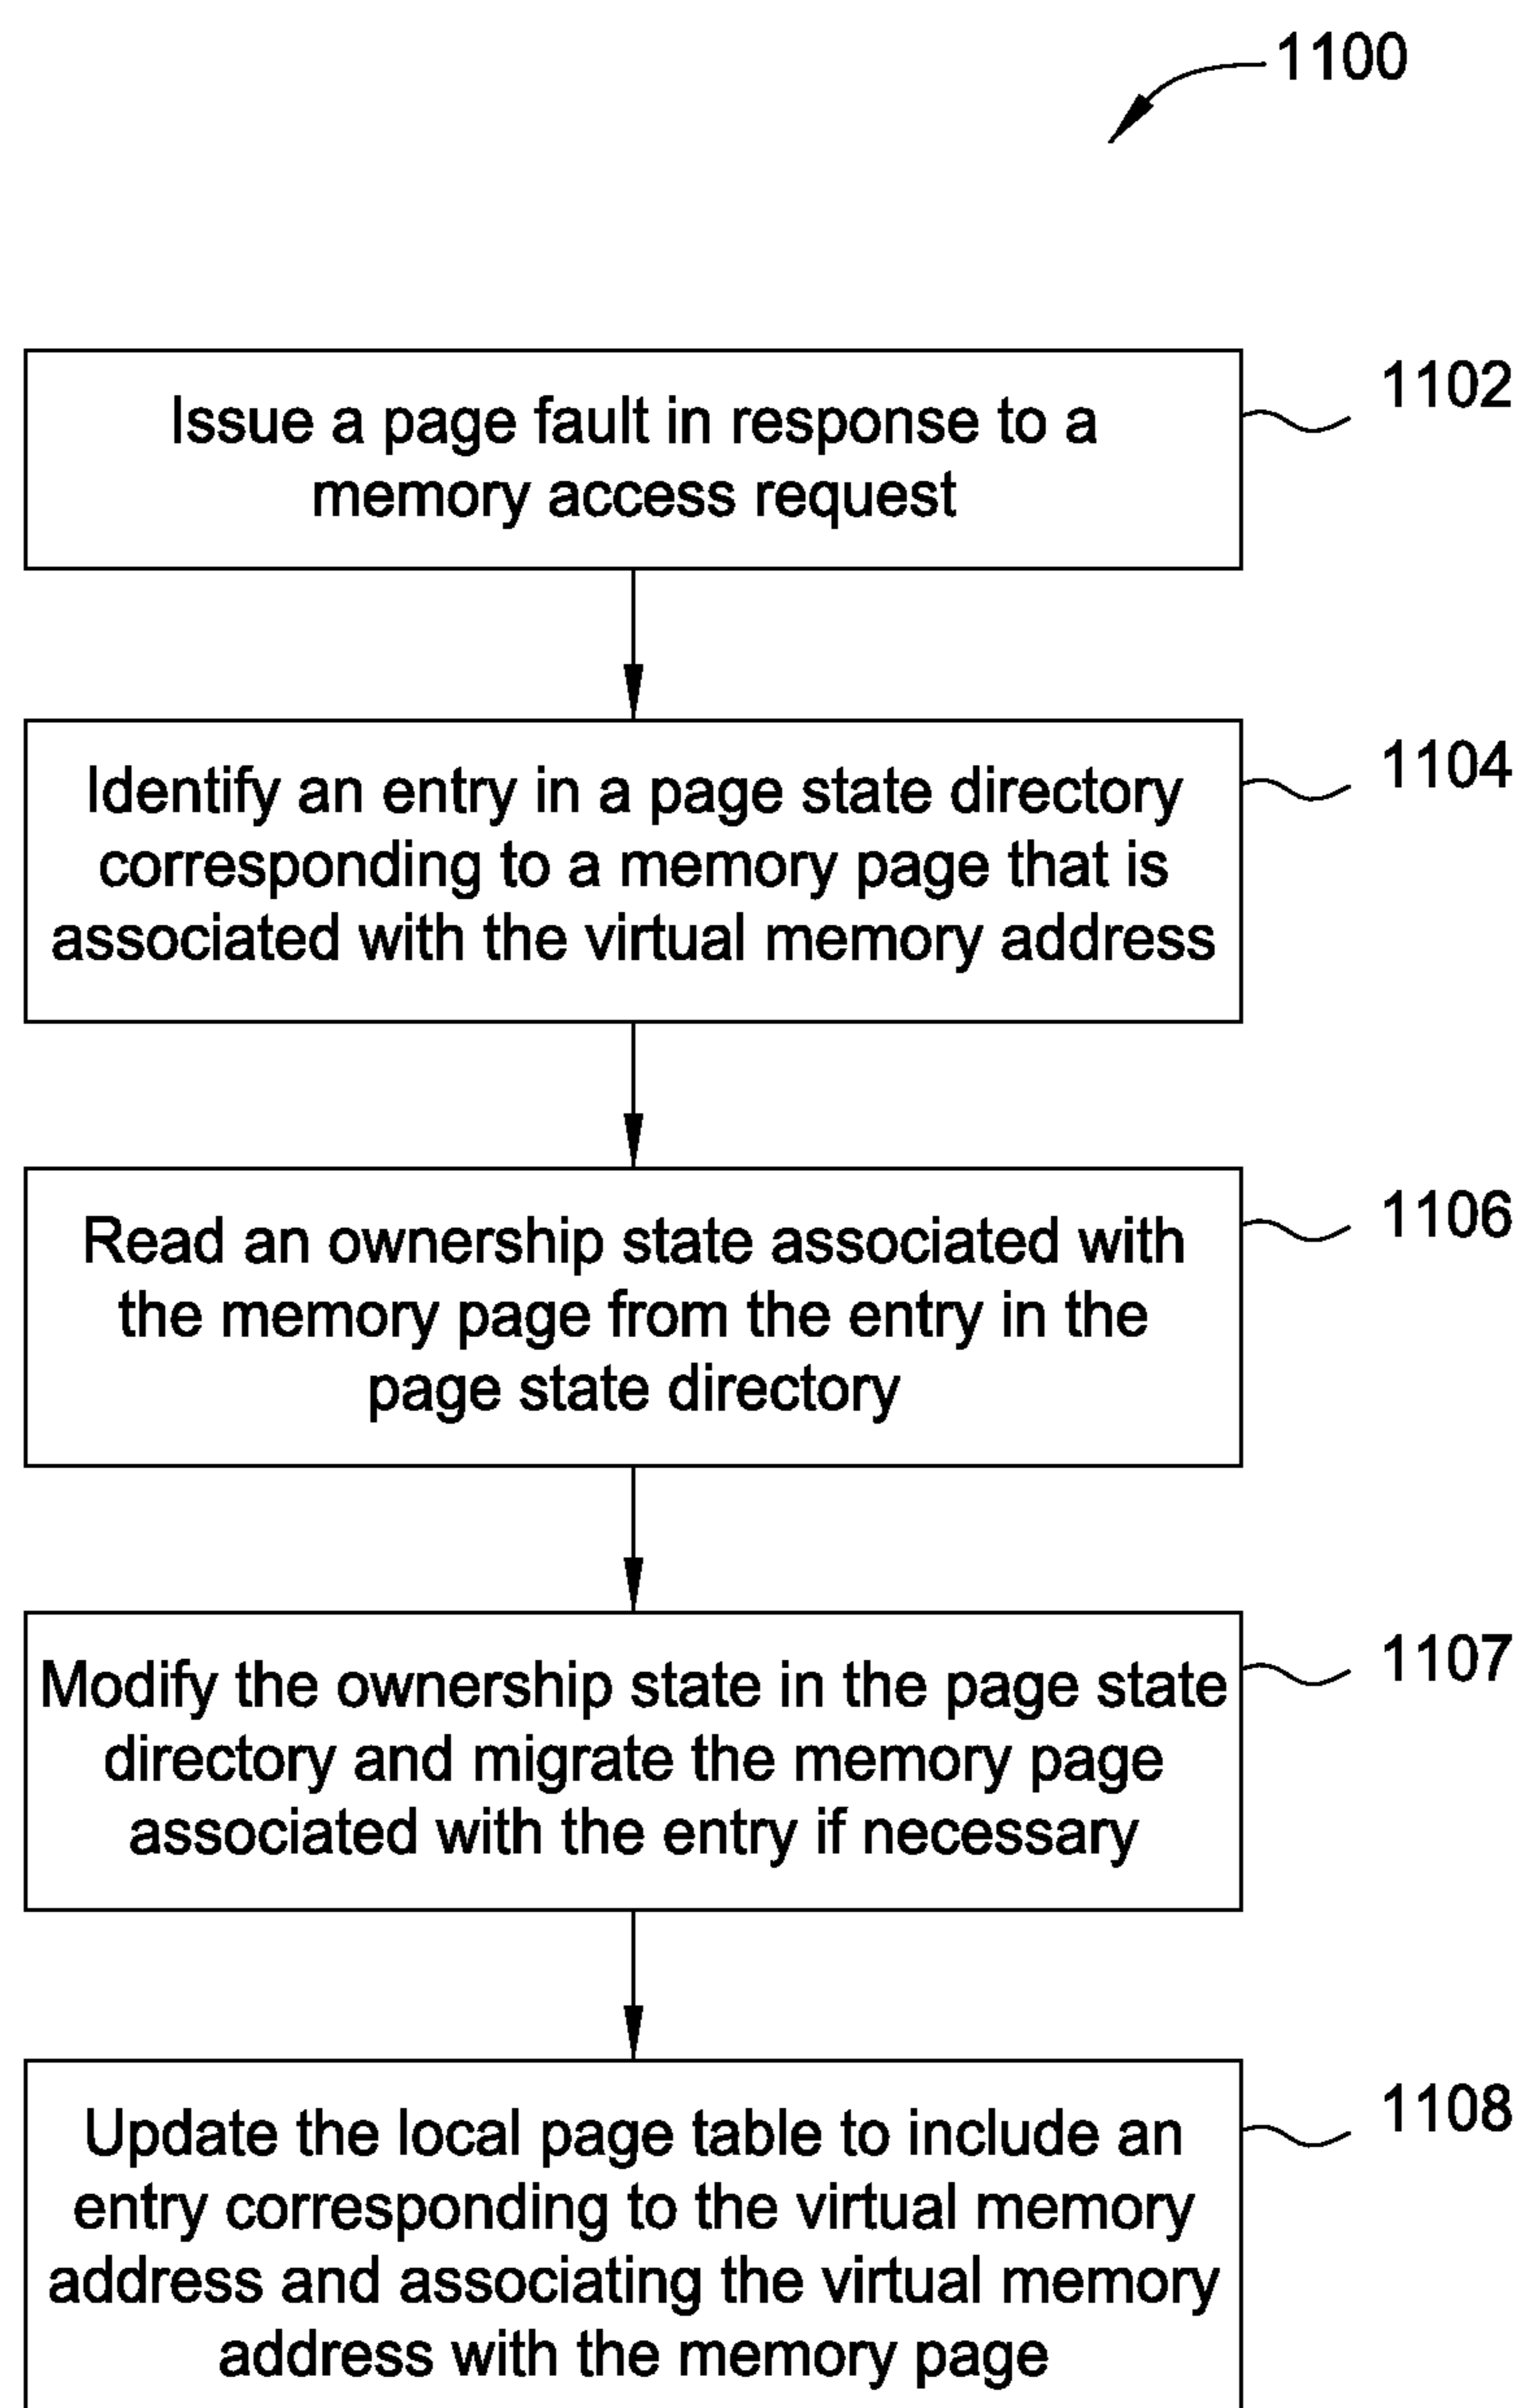 1100
Issue a page fault in response to a
memory access request
1102
Identify an entry in a page state directory
corresponding to a memory page that is
associated with the virtual memory address
1104
Read an ownership state associated with
the memory page from the entry in the
page state directory
1106
Modify the ownership state in the page state
directory and migrate the memory page
associated with the entry if necessary
1107
Update the local page table to include an
entry corresponding to the virtual memory
address and associating the virtual memory
address with the memory page
1108